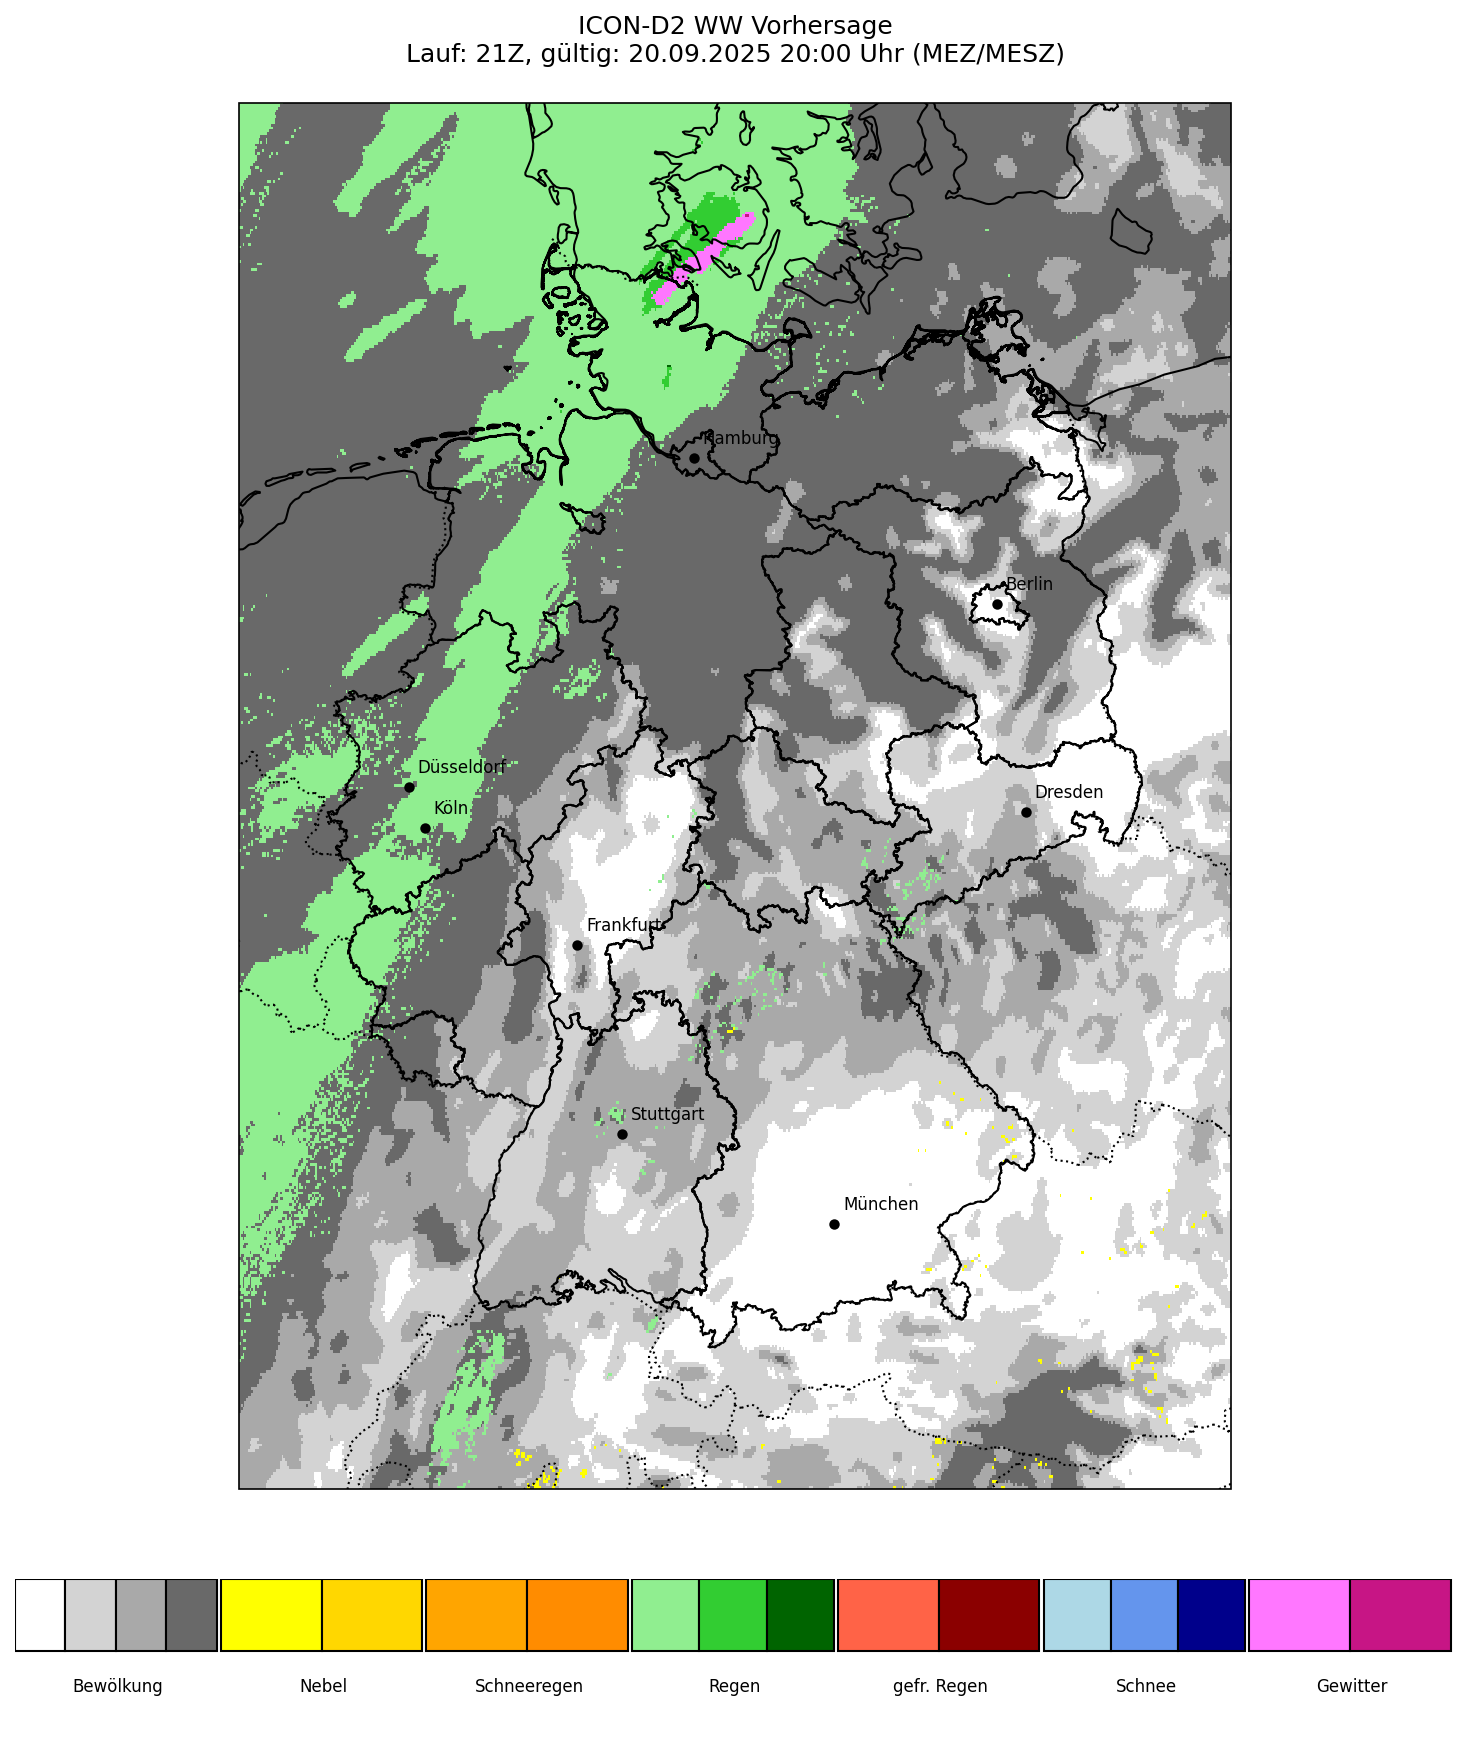 ICON-D2 WW Vorhersage
Lauf: 21Z, gültig: 20.09.2025 20:00 Uhr (MEZ/MESZ)
Hamburg
Berlin
Düsseldorf
Köln
Dresden
Frankfurt
Stuttgart
München
Bewölkung
Nebel
Schneeregen
Regen
gefr. Regen
Schnee
Gewitter